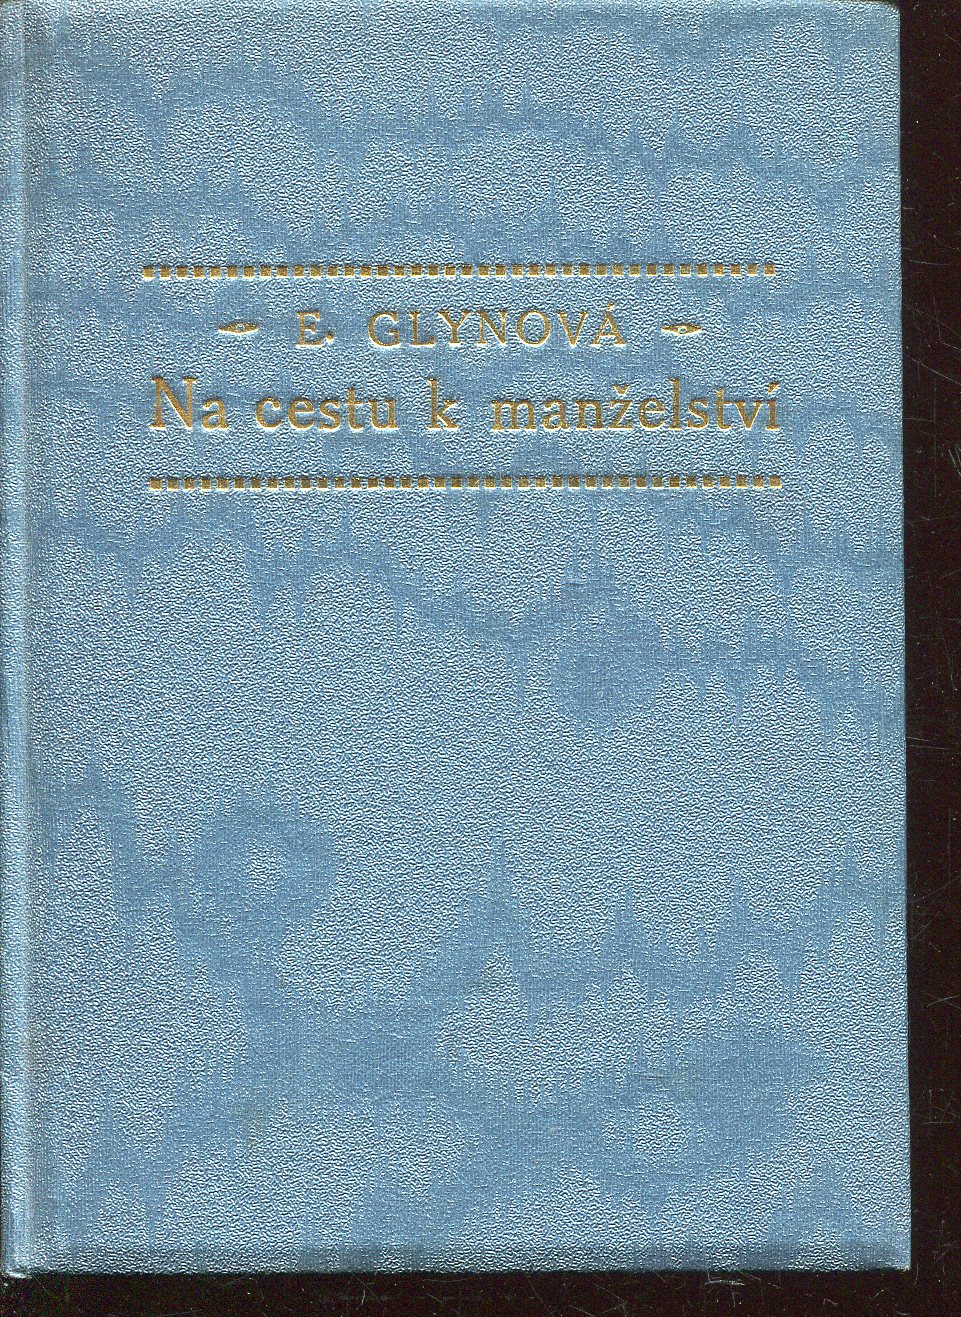 E. GLYNOVÁ
Na cestu k manželství